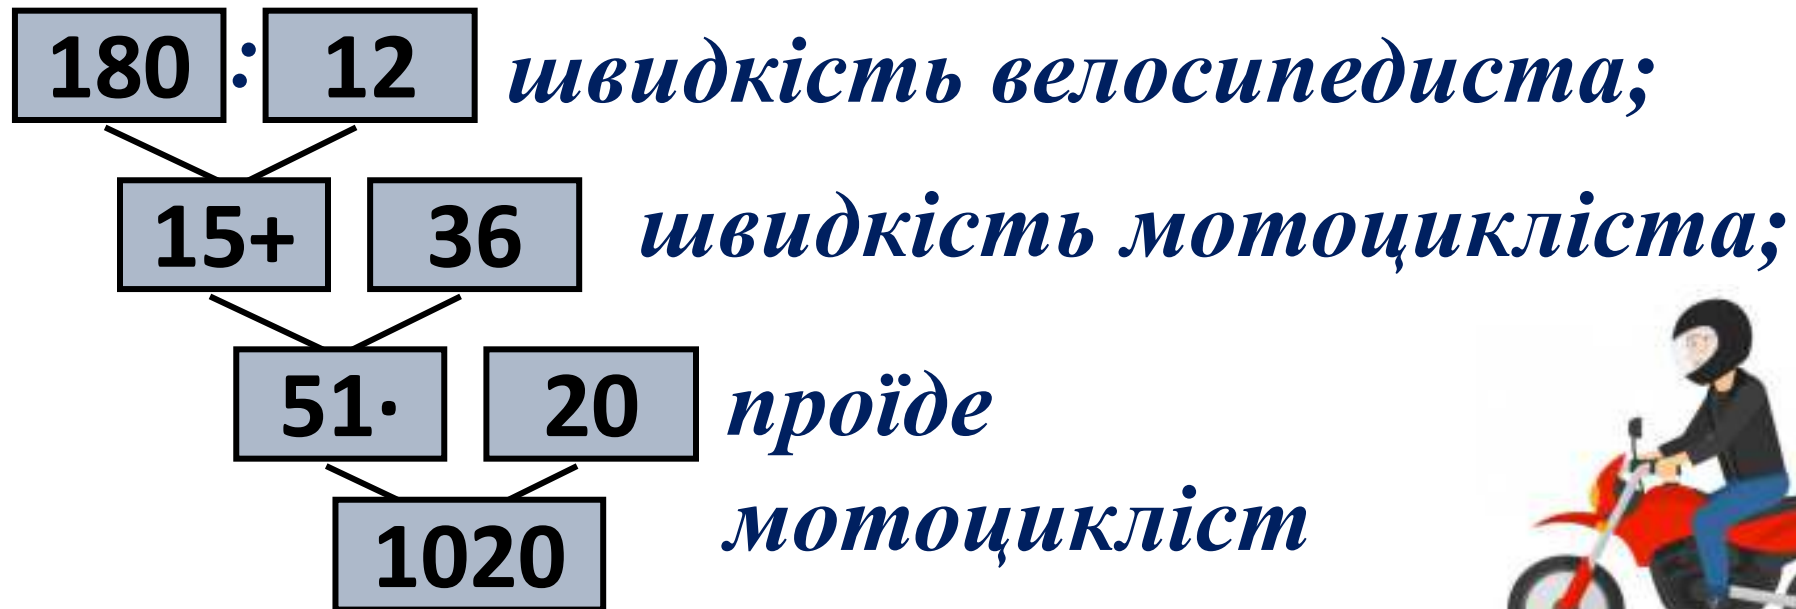 180 : 12 швидкість велосипедиста;
15+ 36 швидкість мотоцикліста;
51· 20 проїде
1020 мотоцикліст